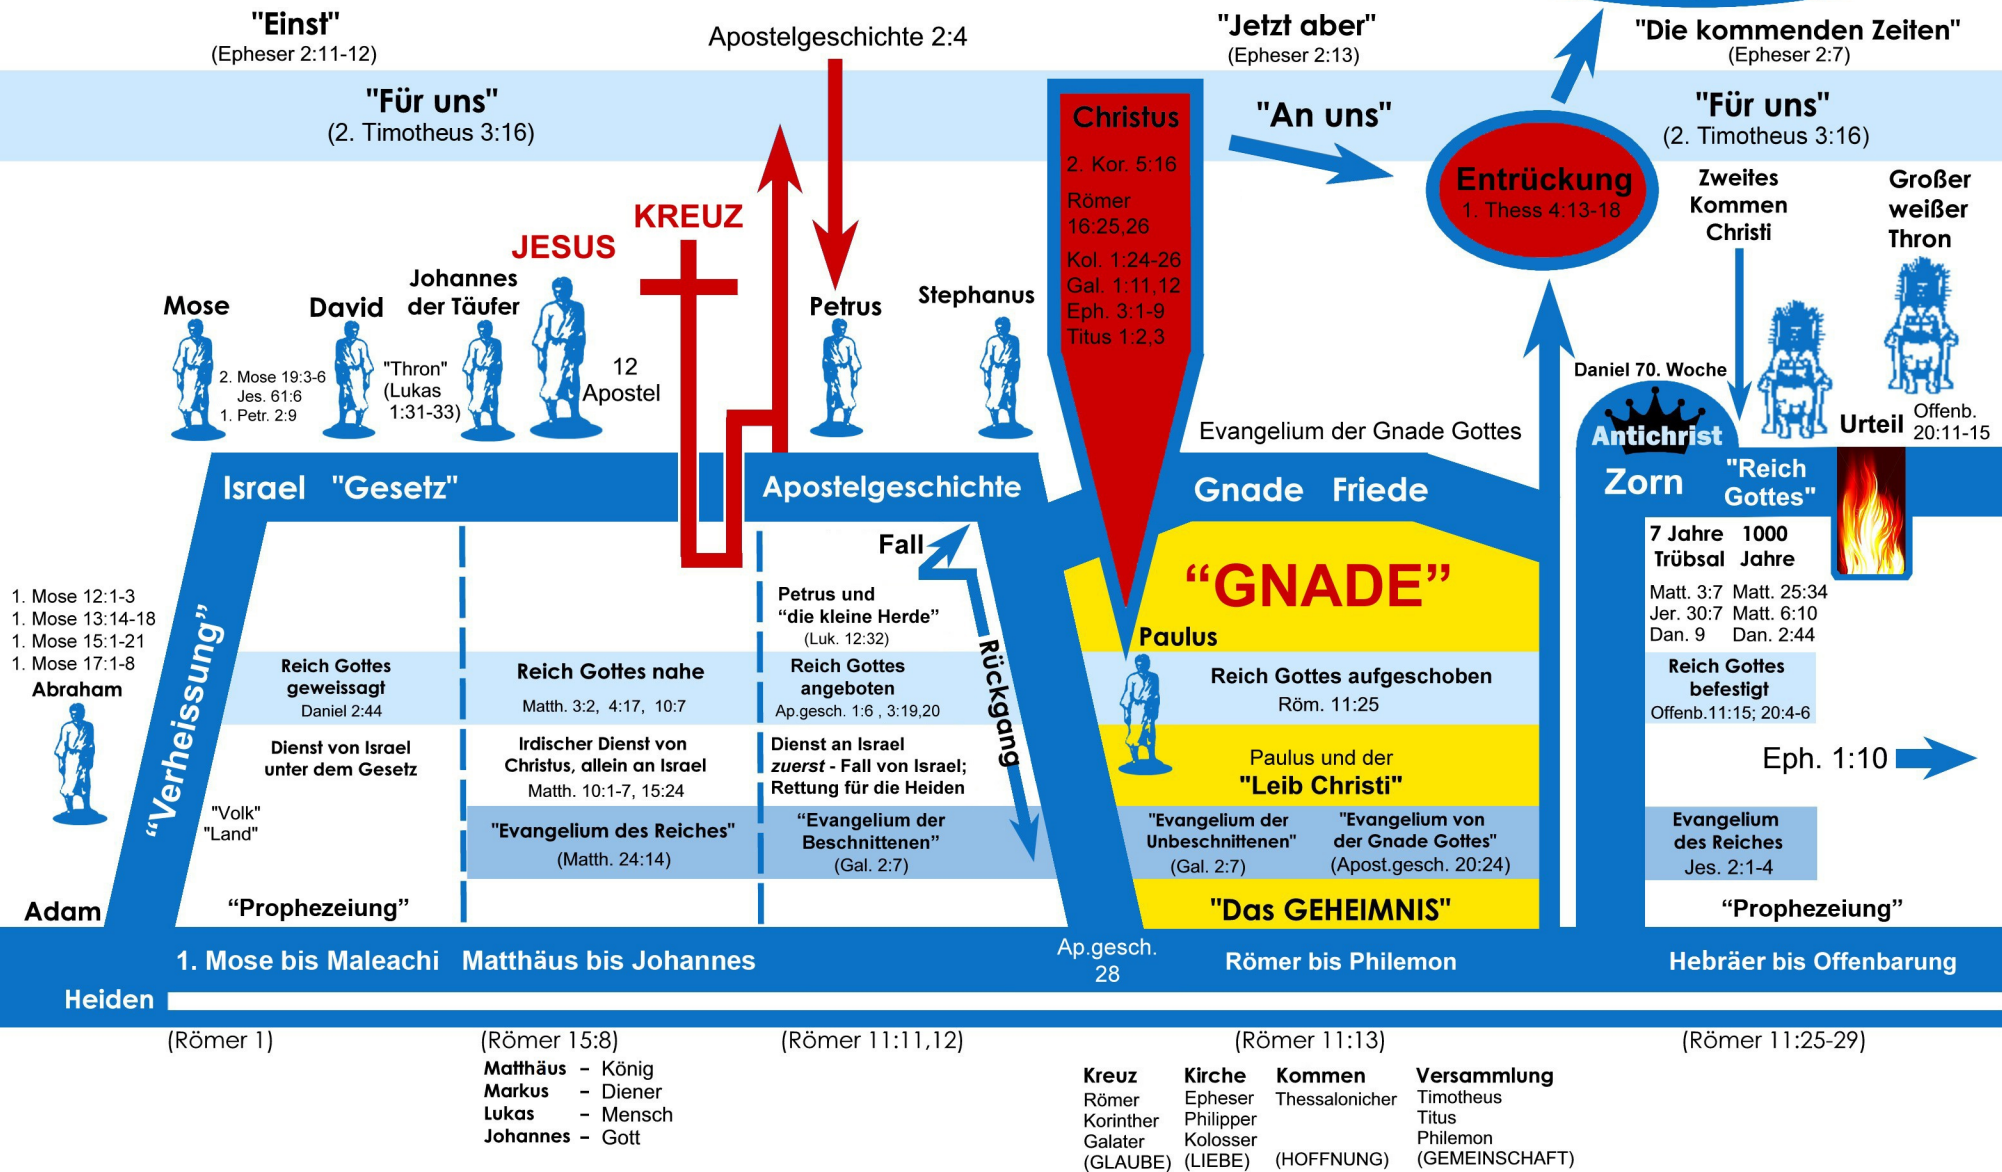 "Einst"
(Epheser 2:11-12)
Apostelgeschichte 2:4
"Jetzt aber"
(Epheser 2:13)
"Die kommenden Zeiten"
(Epheser 2:7)
"Für uns"
(2. Timotheus 3:16)
"An uns"
"Für uns"
(2. Timotheus 3:16)
Christus
2. Kor. 5:16
Römer
16:25,26
Kol. 1:24-26
Gal. 1:11,12
Eph. 3:1-9
Titus 1:2,3
Entrückung
1. Thess 4:13-18
Zweites
Kommen
Christi
Großer
weißer
Thron
KREUZ
JESUS
Johannes
der Täufer
Mose
David
Petrus
Stephanus
2. Mose 19:3-6
Jes. 61:6
1. Petr. 2:9
"Thron"
(Lukas
1:31-33)
12
Apostel
Daniel 70. Woche
Antichrist
Urteil
Offenb.
20:11-15
Evangelium der Gnade Gottes
Israel "Gesetz"
Apostelgeschichte
Gnade Friede
Zorn
"Reich
Gottes"
Fall
Rückgang
"GNADE"
7 Jahre
Trübsal
1000
Jahre
Matt. 3:7
Jer. 30:7
Dan. 9
Matt. 25:34
Matt. 6:10
Dan. 2:44
1. Mose 12:1-3
1. Mose 13:14-18
1. Mose 15:1-21
1. Mose 17:1-8
Abraham
“Verheissung”
Petrus und
“die kleine Herde”
(Luk. 12:32)
Paulus
Reich Gottes
geweissagt
Daniel 2:44
Reich Gottes nahe
Matth. 3:2, 4:17, 10:7
Reich Gottes
angeboten
Ap.gesch. 1:6 , 3:19,20
Reich Gottes aufgeschoben
Röm. 11:25
Reich Gottes
befestigt
Offenb.11:15; 20:4-6
Dienst von Israel
unter dem Gesetz
Irdischer Dienst von
Christus, allein an Israel
Matth. 10:1-7, 15:24
Dienst an Israel
zuerst - Fall von Israel;
Rettung für die Heiden
Paulus und der
"Leib Christi"
Eph. 1:10
"Volk"
"Land"
"Evangelium des Reiches"
(Matth. 24:14)
“Evangelium der
Beschnittenen”
(Gal. 2:7)
"Evangelium der
Unbeschnittenen"
(Gal. 2:7)
"Evangelium von
der Gnade Gottes"
(Apost.gesch. 20:24)
Evangelium
des Reiches
Jes. 2:1-4
Adam
“Prophezeiung”
"Das GEHEIMNIS"
“Prophezeiung”
1. Mose bis Maleachi
Matthäus bis Johannes
Ap.gesch.
28
Römer bis Philemon
Hebräer bis Offenbarung
Heiden
(Römer 1)
(Römer 15:8)
(Römer 11:11,12)
(Römer 11:13)
(Römer 11:25-29)
Matthäus – König
Markus – Diener
Lukas – Mensch
Johannes – Gott
Kreuz
Römer
Korinther
Galater
(GLAUBE)
Kirche
Epheser
Philipper
Kolosser
(LIEBE)
Kommen
Thessalonicher
(HOFFNUNG)
Versammlung
Timotheus
Titus
Philemon
(GEMEINSCHAFT)